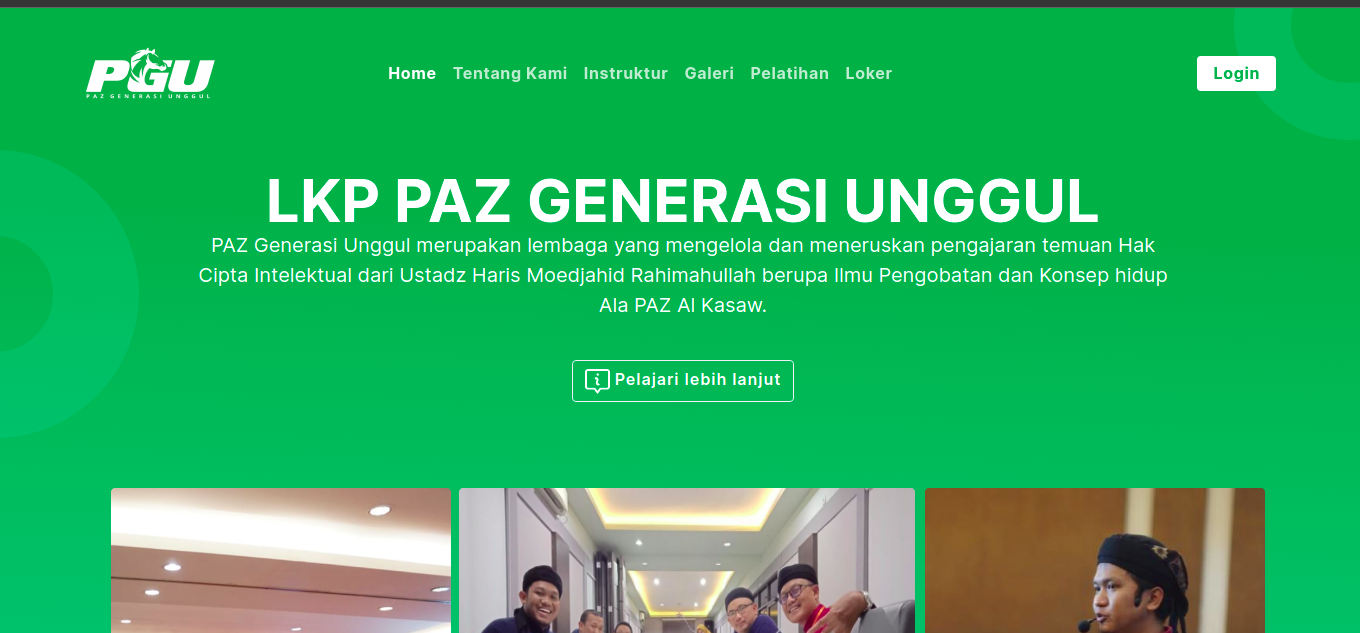 PGU
PAZ GENERASI UNGGUL
Home Tentang Kami Instruktur Galeri Pelatihan Loker
Login
LKP PAZ GENERASI UNGGUL
PAZ Generasi Unggul merupakan lembaga yang mengelola dan meneruskan pengajaran temuan Hak
Cipta Intelektual dari Ustadz Haris Moedjahid Rahimahullah berupa Ilmu Pengobatan dan Konsep hidup
Ala PAZ Al Kasaw.
Pelajari lebih lanjut